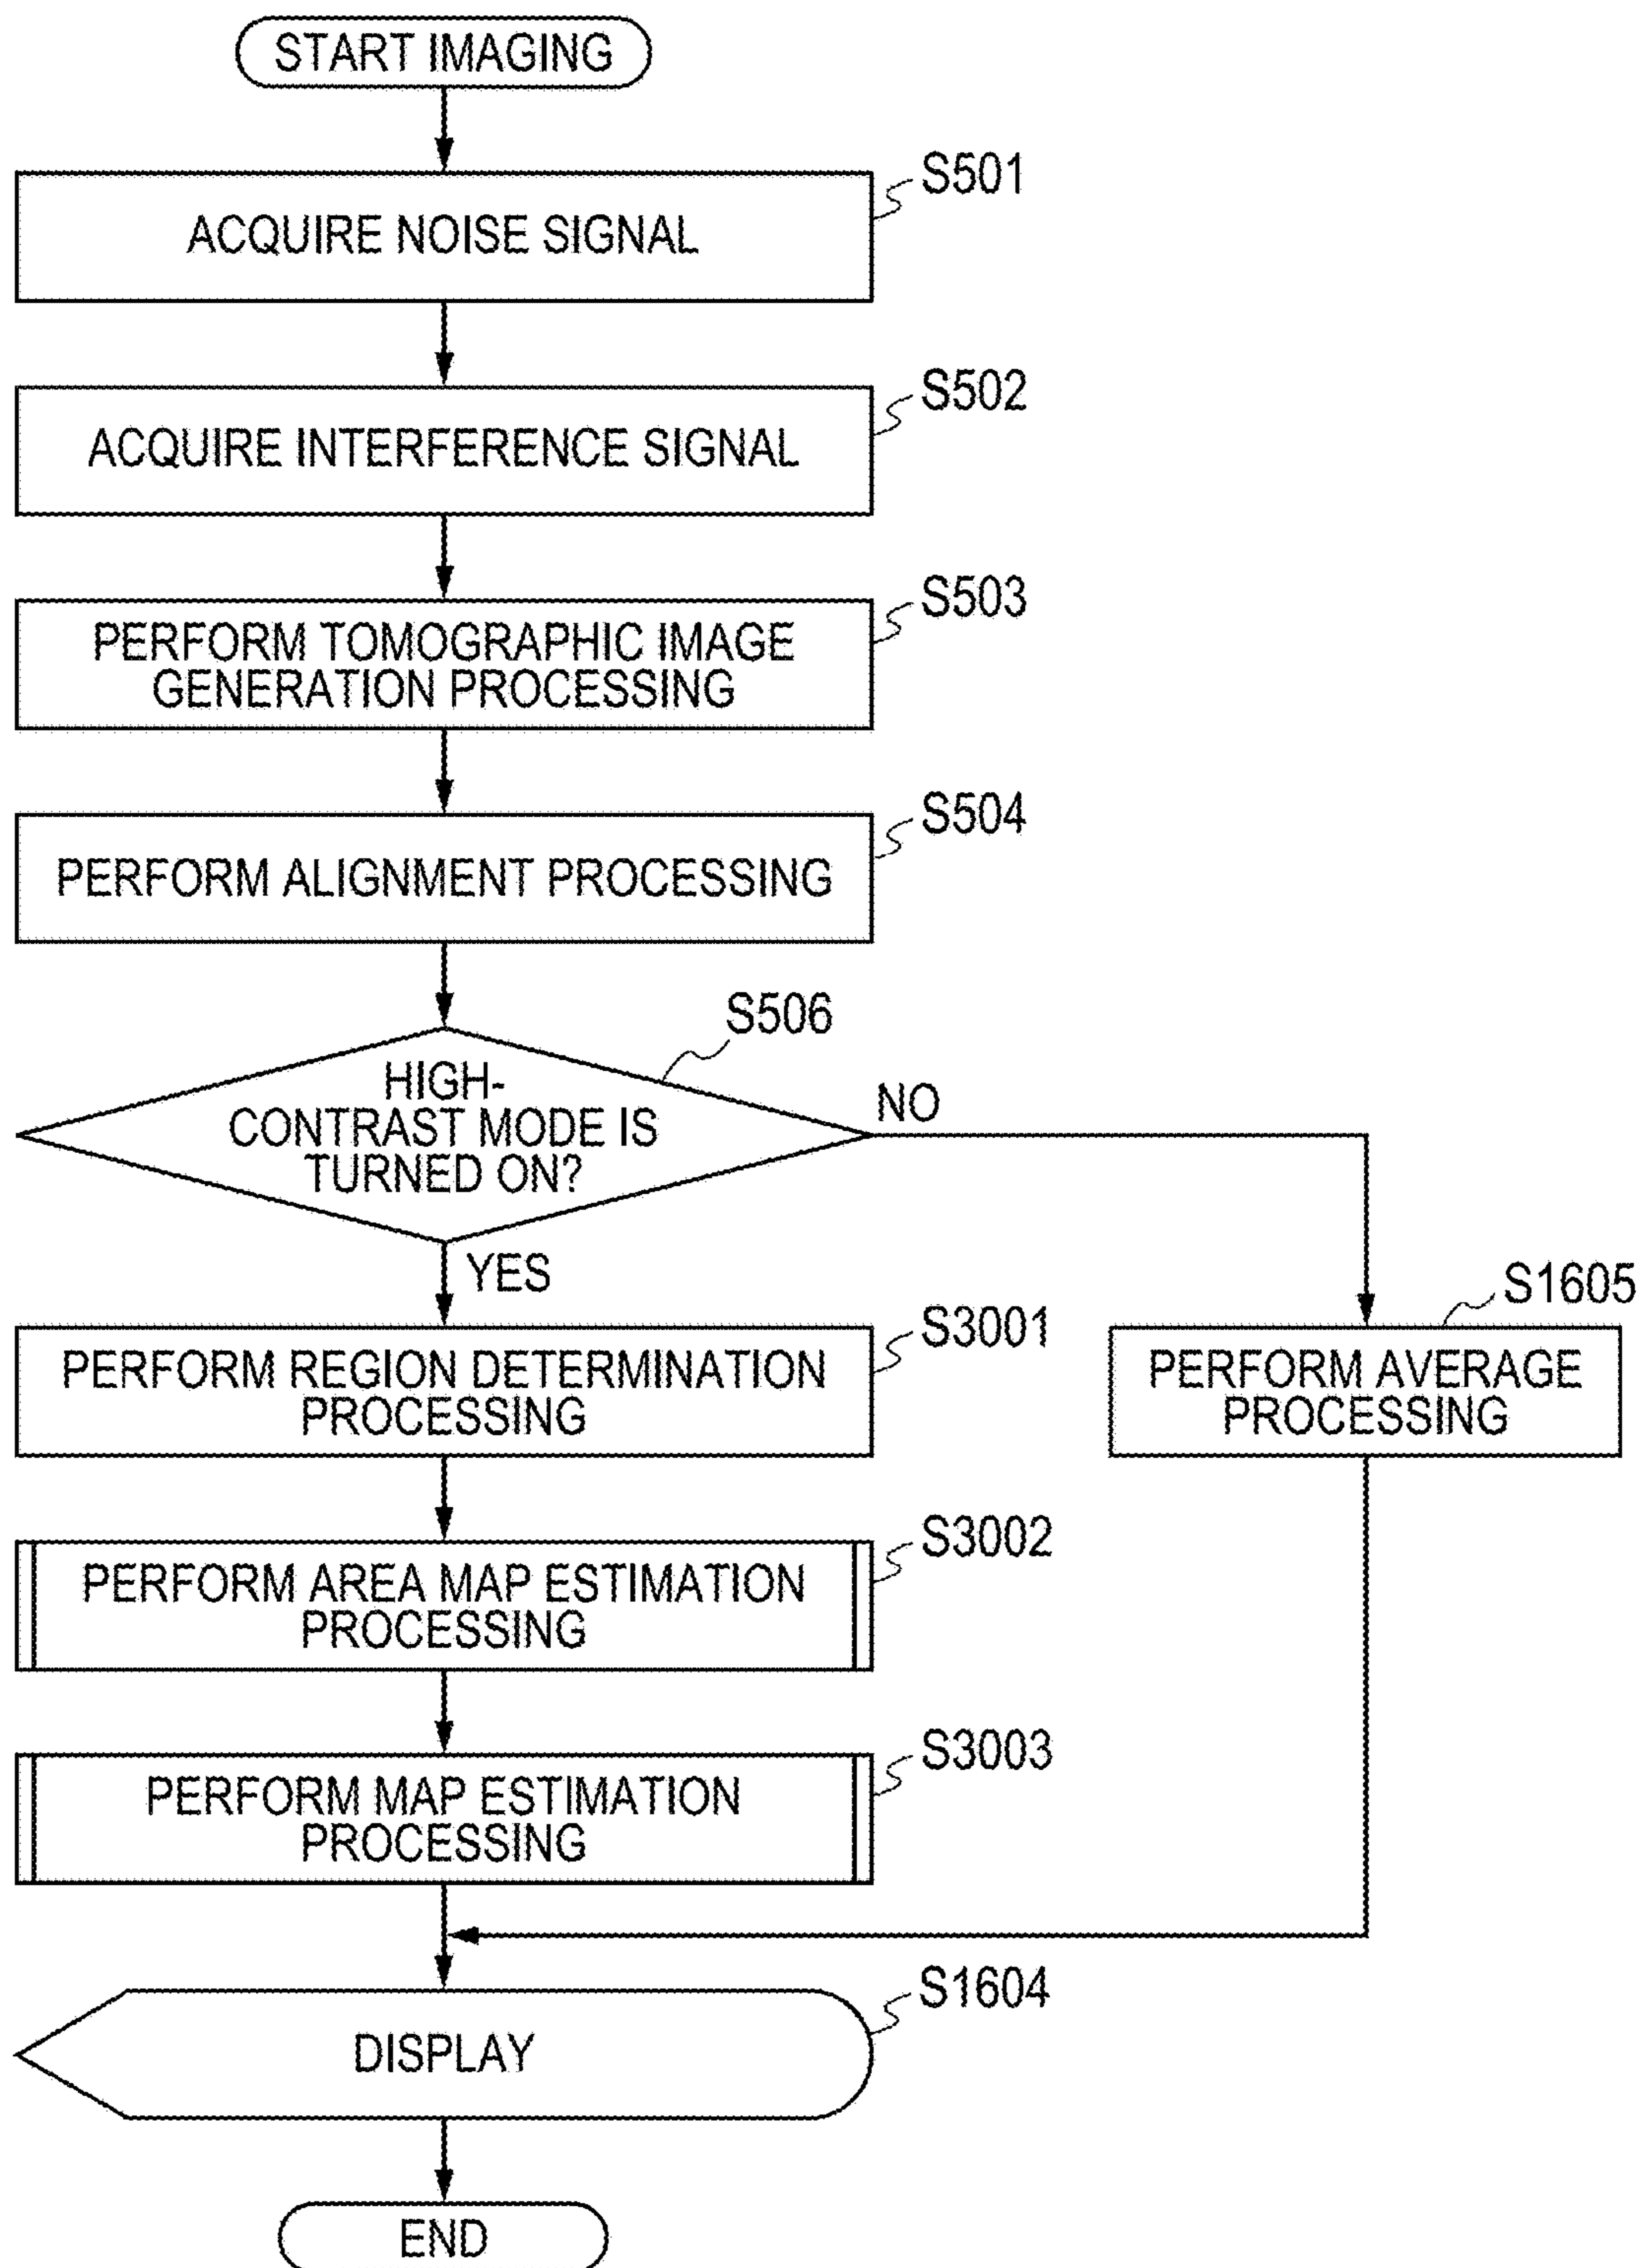 START IMAGING
S501
ACQUIRE NOISE SIGNAL
S502
ACQUIRE INTERFERENCE SIGNAL
S503
PERFORM TOMOGRAPHIC IMAGE
GENERATION PROCESSING
S504
PERFORM ALIGNMENT PROCESSING
S506
HIGH-
CONTRAST MODE IS
TURNED ON?
NO
YES
S3001
PERFORM REGION DETERMINATION
PROCESSING
S1605
PERFORM AVERAGE
PROCESSING
S3002
PERFORM AREA MAP ESTIMATION
PROCESSING
S3003
PERFORM MAP ESTIMATION
PROCESSING
S1604
DISPLAY
END